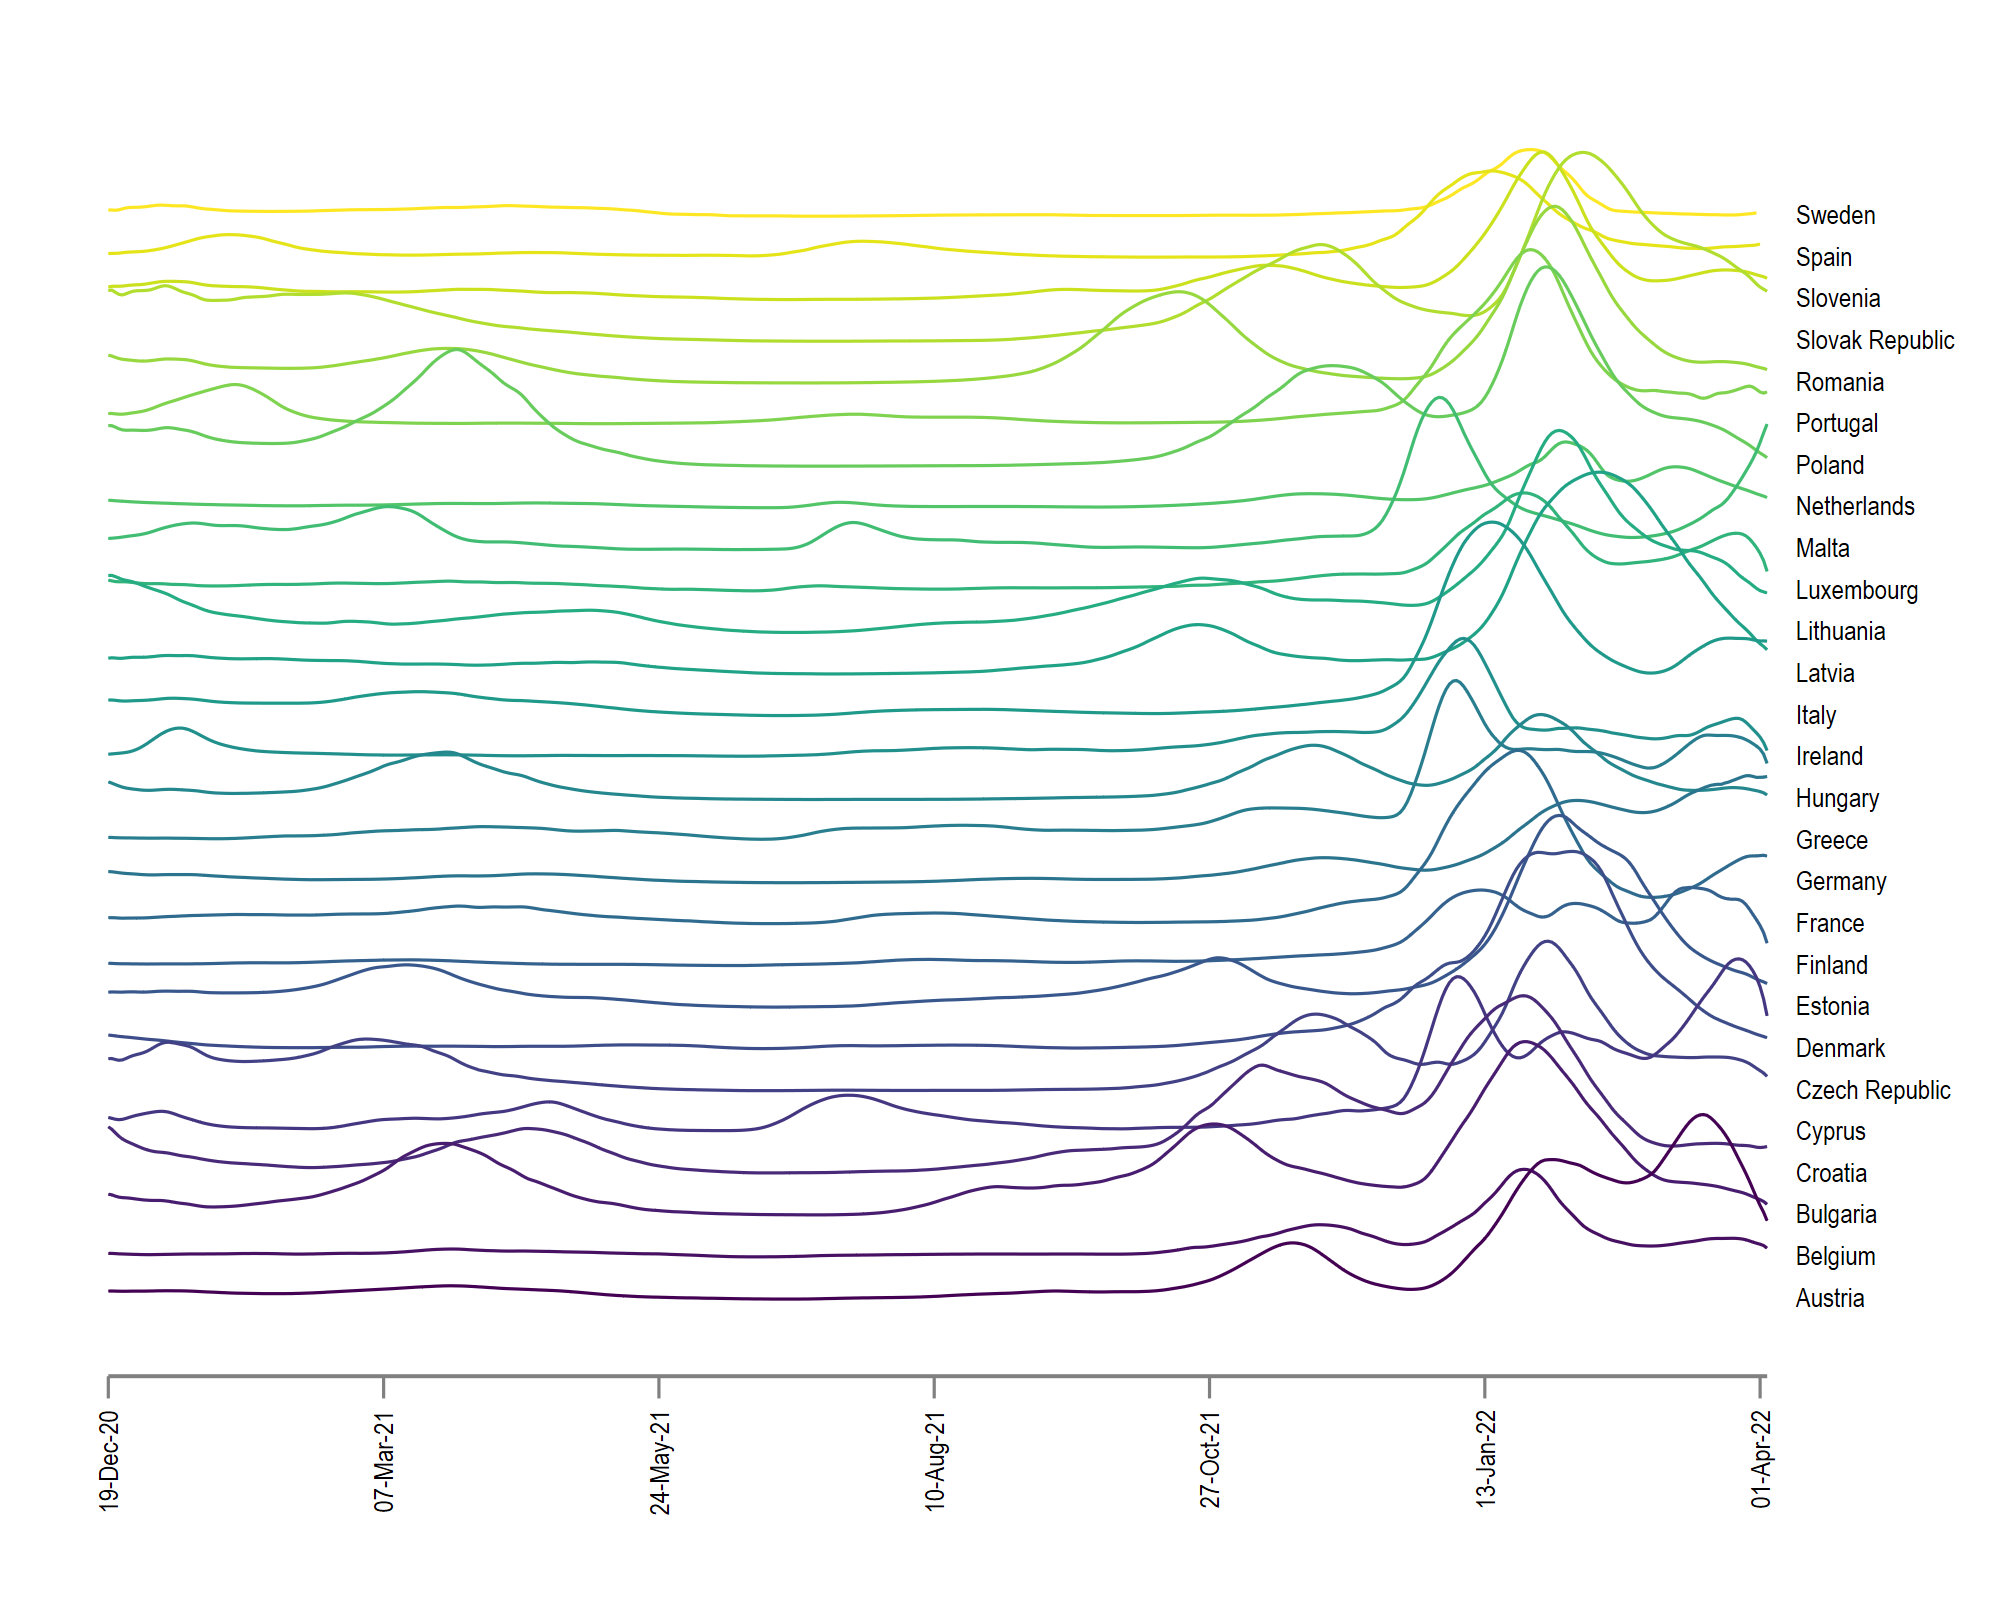 Sweden
Spain
Slovenia
Slovak Republic
Romania
Portugal
Poland
Netherlands
Malta
Luxembourg
Lithuania
Latvia
Italy
Ireland
Hungary
Greece
Germany
France
Finland
Estonia
Denmark
Czech Republic
Cyprus
Croatia
Bulgaria
Belgium
Austria
19-Dec-20
07-Mar-21
24-May-21
10-Aug-21
27-Oct-21
13-Jan-22
01-Apr-22